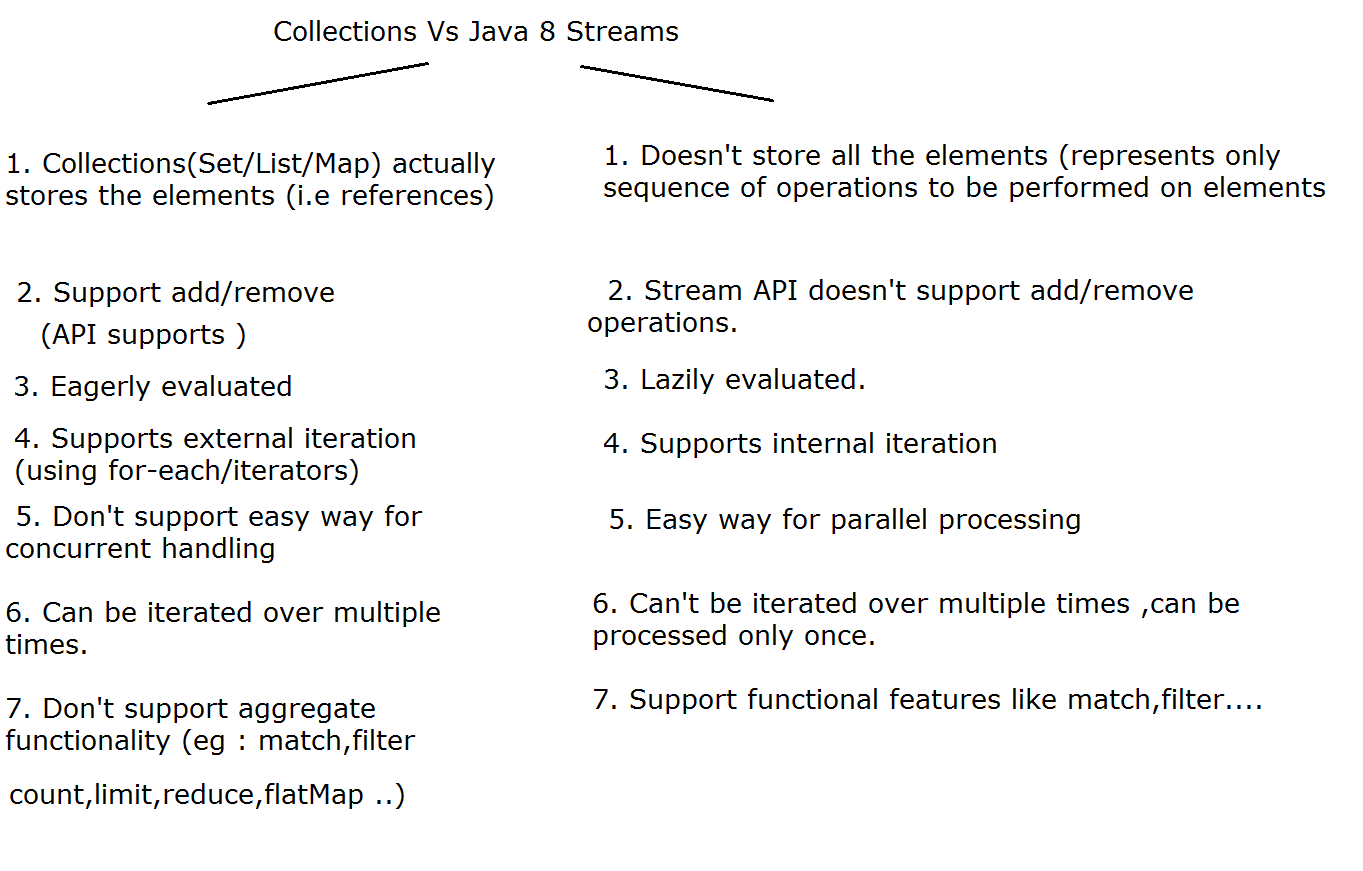 Collections Vs Java 8 Streams
1. Collections(Set/List/Map) actually
stores the elements (i.e references)
2. Support add/remove
(API supports )
3. Eagerly evaluated
4. Supports external iteration
(using for-each/iterators)
5. Don't support easy way for
concurrent handling
6. Can be iterated over multiple
times.
7. Don't support aggregate
functionality (eg : match,filter
count,limit,reduce,flatMap ..)
1. Doesn't store all the elements (represents only
sequence of operations to be performed on elements
2. Stream API doesn't support add/remove
operations.
3. Lazily evaluated.
4. Supports internal iteration
5. Easy way for parallel processing
6. Can't be iterated over multiple times ,can be
processed only once.
7. Support functional features like match,filter....